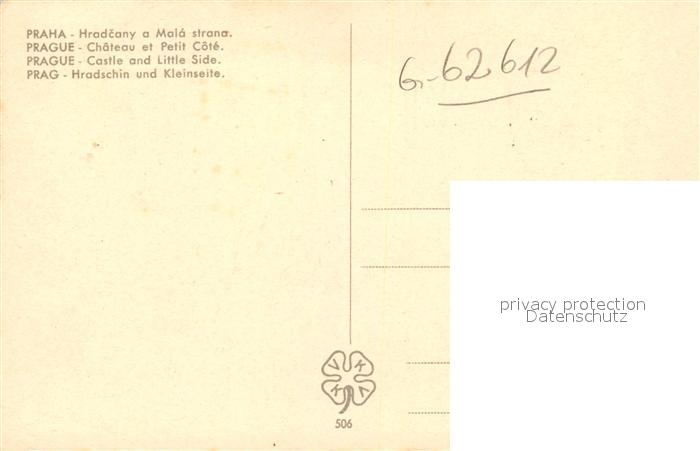 PRAHA - Hradčany a Malá strana.
PRAGUE - Château et Petit Côté.
PRAGUE - Castle and Little Side.
PRAG - Hradschin und Kleinseite.
62612
privacy protection
Datenschutz
506